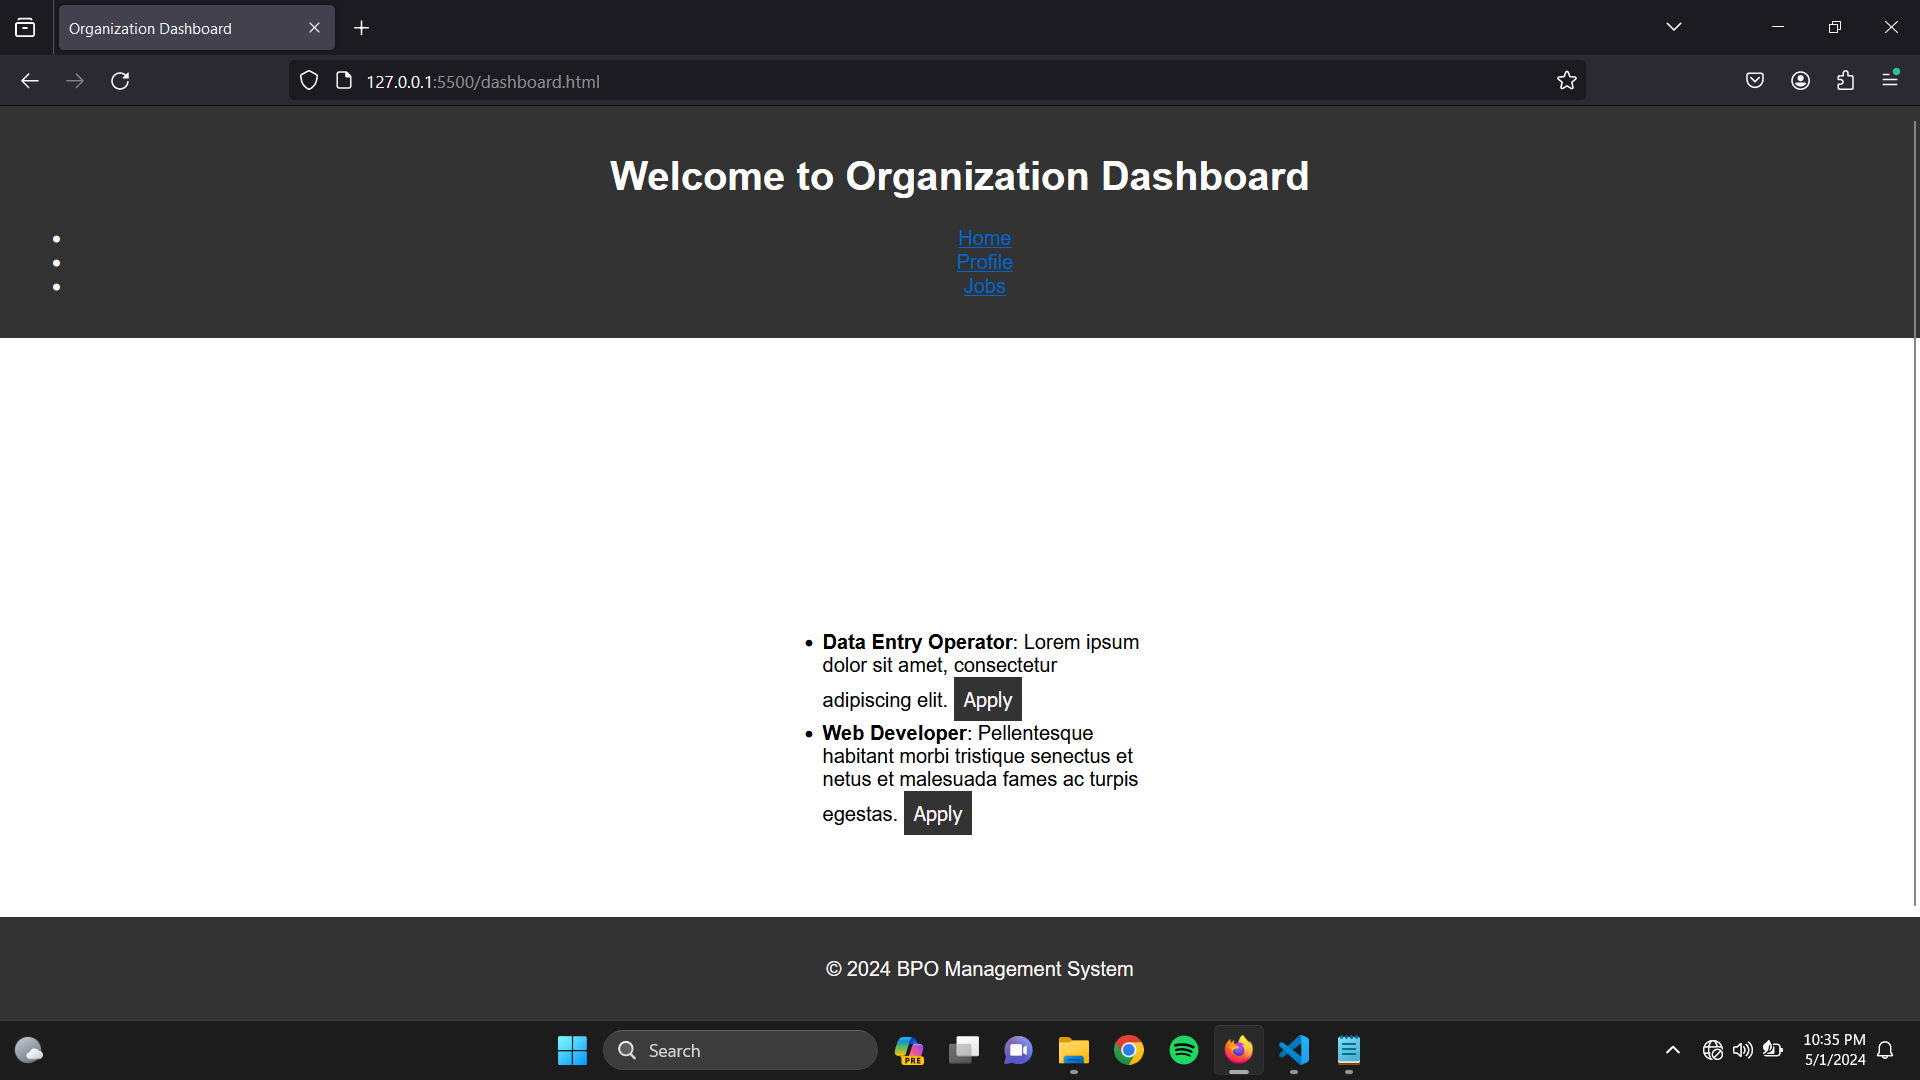 Organization Dashboard
127.0.0.1:5500/dashboard.html
Welcome to Organization Dashboard
Home
Profile
Jobs
Data Entry Operator: Lorem ipsum
dolor sit amet, consectetur
adipiscing elit. Apply
Web Developer: Pellentesque
habitant morbi tristique senectus et
netus et malesuada fames ac turpis
egestas. Apply
© 2024 BPO Management System
Search
PRE
10:35 PM
5/1/2024